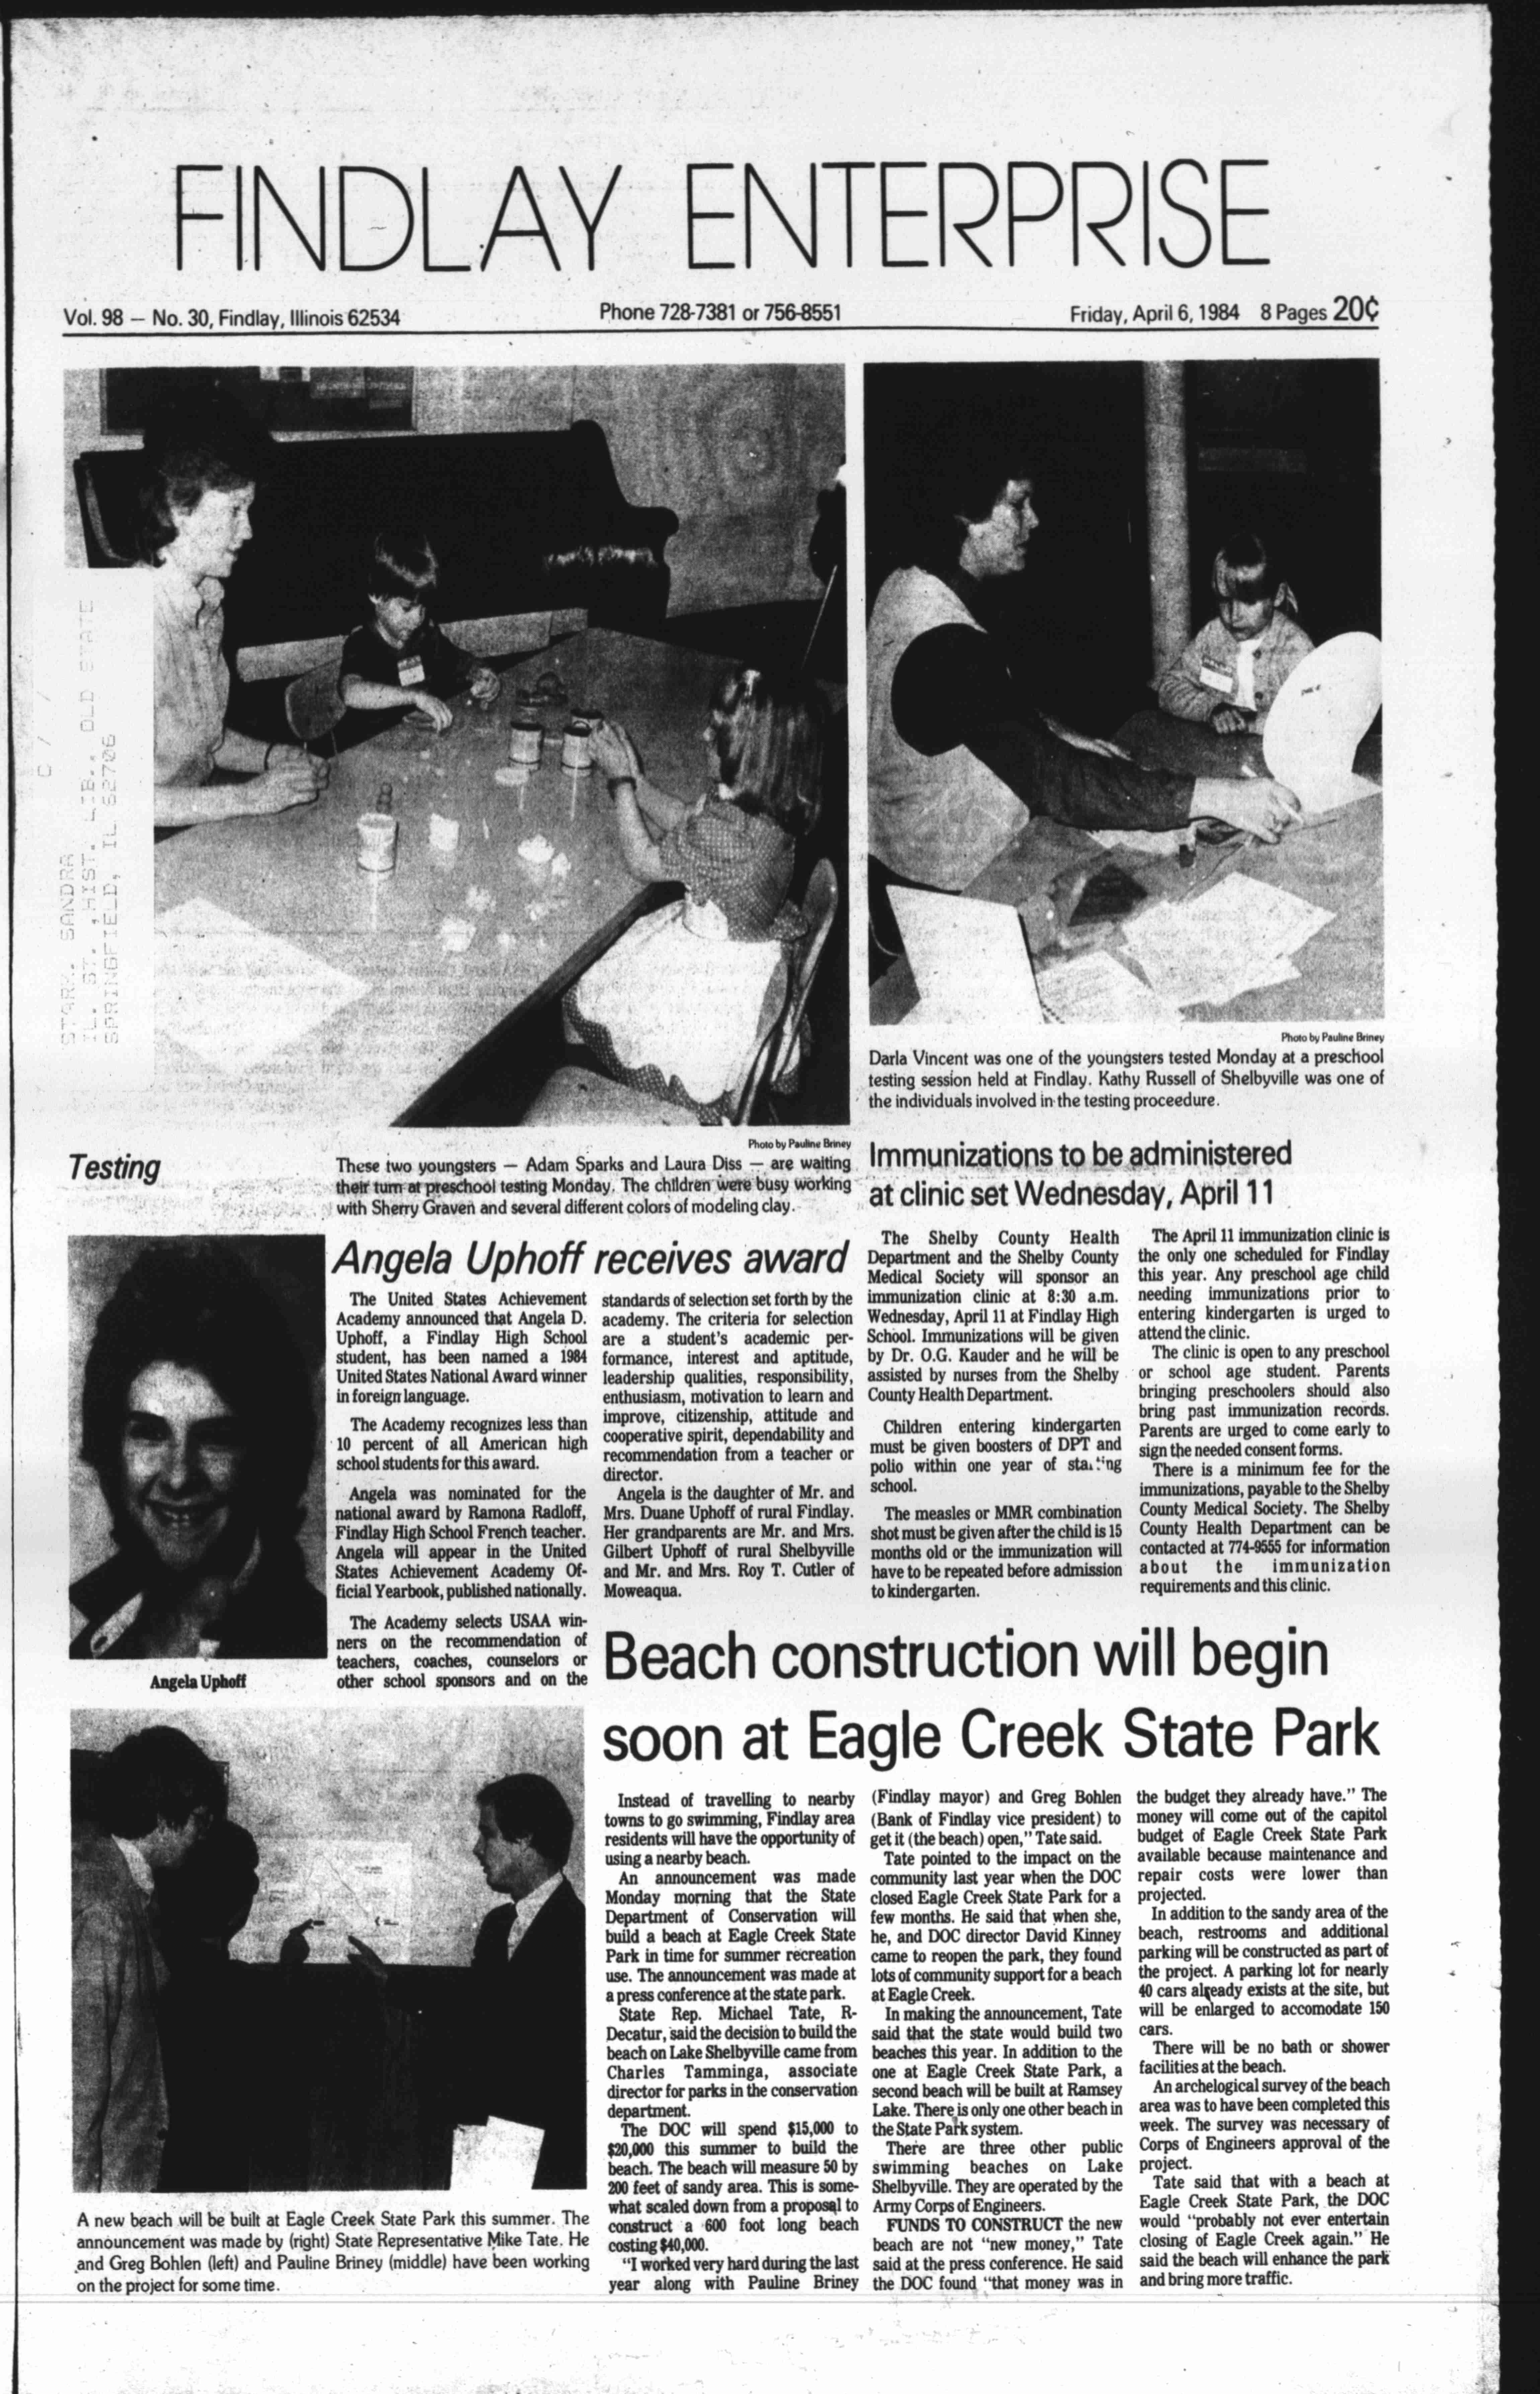 FINDLAY ENTERPRISE
Vol. 98 — No. 30, Findlay, Illinois 62534
Phone 728-7381 or 756-8551
Friday, April 6, 1984 8 Pages 20¢
STARK, SANDRA
IL. ST. HIST. LIB., OLD STATE
SPRINGFIELD, IL 62706
Photo by Pauline Briney
Darla Vincent was one of the youngsters tested Monday at a preschool
testing session held at Findlay. Kathy Russell of Shelbyville was one of
the individuals involved in the testing proceedure.
Testing
Photo by Pauline Briney
These two youngsters — Adam Sparks and Laura Diss — are waiting
their turn at preschool testing Monday. The children were busy working
with Sherry Graven and several different colors of modeling clay.
Angela Uphoff
Angela Uphoff receives award
The United States Achievement
Academy announced that Angela D.
Uphoff, a Findlay High School
student, has been named a 1984
United States National Award winner
in foreign language.
The Academy recognizes less than
10 percent of all American high
school students for this award.
Angela was nominated for the
national award by Ramona Radloff,
Findlay High School French teacher.
Angela will appear in the United
States Achievement Academy Of-
ficial Yearbook, published nationally.
The Academy selects USAA win-
ners on the recommendation of
teachers, coaches, counselors or
other school sponsors and on the
standards of selection set forth by the
academy. The criteria for selection
are a student's academic per-
formance, interest and aptitude,
leadership qualities, responsibility,
enthusiasm, motivation to learn and
improve, citizenship, attitude and
cooperative spirit, dependability and
recommendation from a teacher or
director.
Angela is the daughter of Mr. and
Mrs. Duane Uphoff of rural Findlay.
Her grandparents are Mr. and Mrs.
Gilbert Uphoff of rural Shelbyville
and Mr. and Mrs. Roy T. Cutler of
Moweaqua.
Immunizations to be administered
at clinic set Wednesday, April 11
The Shelby County Health
Department and the Shelby County
Medical Society will sponsor an
immunization clinic at 8:30 a.m.
Wednesday, April 11 at Findlay High
School. Immunizations will be given
by Dr. O.G. Kauder and he will be
assisted by nurses from the Shelby
County Health Department.
Children entering kindergarten
must be given boosters of DPT and
polio within one year of starting
school.
The measles or MMR combination
shot must be given after the child is 15
months old or the immunization will
have to be repeated before admission
to kindergarten.
The April 11 immunization clinic is
the only one scheduled for Findlay
this year. Any preschool age child
needing immunizations prior to
entering kindergarten is urged to
attend the clinic.
The clinic is open to any preschool
or school age student. Parents
bringing preschoolers should also
bring past immunization records.
Parents are urged to come early to
sign the needed consent forms.
There is a minimum fee for the
immunizations, payable to the Shelby
County Medical Society. The Shelby
County Health Department can be
contacted at 774-9555 for information
about the immunization
requirements and this clinic.
A new beach will be built at Eagle Creek State Park this summer. The
announcement was made by (right) State Representative Mike Tate. He
and Greg Bohlen (left) and Pauline Briney (middle) have been working
on the project for some time.
Beach construction will begin
soon at Eagle Creek State Park
Instead of travelling to nearby
towns to go swimming, Findlay area
residents will have the opportunity of
using a nearby beach.
An announcement was made
Monday morning that the State
Department of Conservation will
build a beach at Eagle Creek State
Park in time for summer recreation
use. The announcement was made at
a press conference at the state park.
State Rep. Michael Tate, R-
Decatur, said the decision to build the
beach on Lake Shelbyville came from
Charles Tamminga, associate
director for parks in the conservation
department.
The DOC will spend $15,000 to
$20,000 this summer to build the
beach. The beach will measure 50 by
200 feet of sandy area. This is some-
what scaled down from a proposal to
construct a 600 foot long beach
costing $40,000.
"I worked very hard during the last
year along with Pauline Briney
(Findlay mayor) and Greg Bohlen
(Bank of Findlay vice president) to
get it (the beach) open," Tate said.
Tate pointed to the impact on the
community last year when the DOC
closed Eagle Creek State Park for a
few months. He said that when she,
he, and DOC director David Kinney
came to reopen the park, they found
lots of community support for a beach
at Eagle Creek.
In making the announcement, Tate
said that the state would build two
beaches this year. In addition to the
one at Eagle Creek State Park, a
second beach will be built at Ramsey
Lake. There is only one other beach in
the State Park system.
There are three other public
swimming beaches on Lake
Shelbyville. They are operated by the
Army Corps of Engineers.
FUNDS TO CONSTRUCT the new
beach are not "new money," Tate
said at the press conference. He said
the DOC found "that money was in
the budget they already have." The
money will come out of the capitol
budget of Eagle Creek State Park
available because maintenance and
repair costs were lower than
projected.
In addition to the sandy area of the
beach, restrooms and additional
parking will be constructed as part of
the project. A parking lot for nearly
40 cars already exists at the site, but
will be enlarged to accomodate 150
cars.
There will be no bath or shower
facilities at the beach.
An archelogical survey of the beach
area was to have been completed this
week. The survey was necessary of
Corps of Engineers approval of the
project.
Tate said that with a beach at
Eagle Creek State Park, the DOC
would "probably not ever entertain
closing of Eagle Creek again." He
said the beach will enhance the park
and bring more traffic.